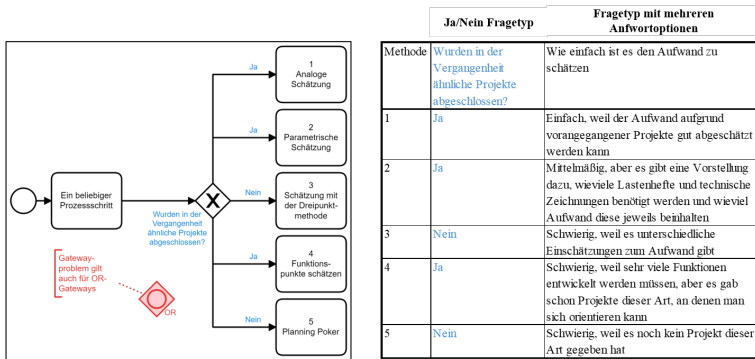 Ja
1
Analoge
Schätzung
Ja
2
Parametrische
Schätzung
Ein beliebiger
Prozessschritt
X
Nein
3
Schätzung mit
der Dreipunkt-
methode
Wurden in der
Vergangenheit
ähnliche Projekte
abgeschlossen?
Ja
4
Funktions-
punkte schätzen
Nein
5
Planning Poker
Gateway-
problem gilt
auch für OR-
Gateways
OR
Ja/Nein Fragetyp
Fragetyp mit mehreren
Anfwortoptionen
Methode
Wurden in der
Vergangenheit
ähnliche Projekte
abgeschlossen?
Wie einfach ist es den Aufwand zu
schätzen
1
Ja
Einfach, weil der Aufwand aufgrund
vorangegangener Projekte gut abgeschätzt
werden kann
2
Ja
Mittelmäßig, aber es gibt eine Vorstellung
dazu, wieviele Lastenhefte und technische
Zeichnungen benötigt werden und wieviel
Aufwand diese jeweils beinhalten
3
Nein
Schwierig, weil es unterschiedliche
Einschätzungen zum Aufwand gibt
4
Ja
Schwierig, weil sehr viele Funktionen
entwickelt werden müssen, aber es gab
schon Projekte dieser Art, an denen man
sich orientieren kann
5
Nein
Schwierig, weil es noch kein Projekt dieser
Art gegeben hat